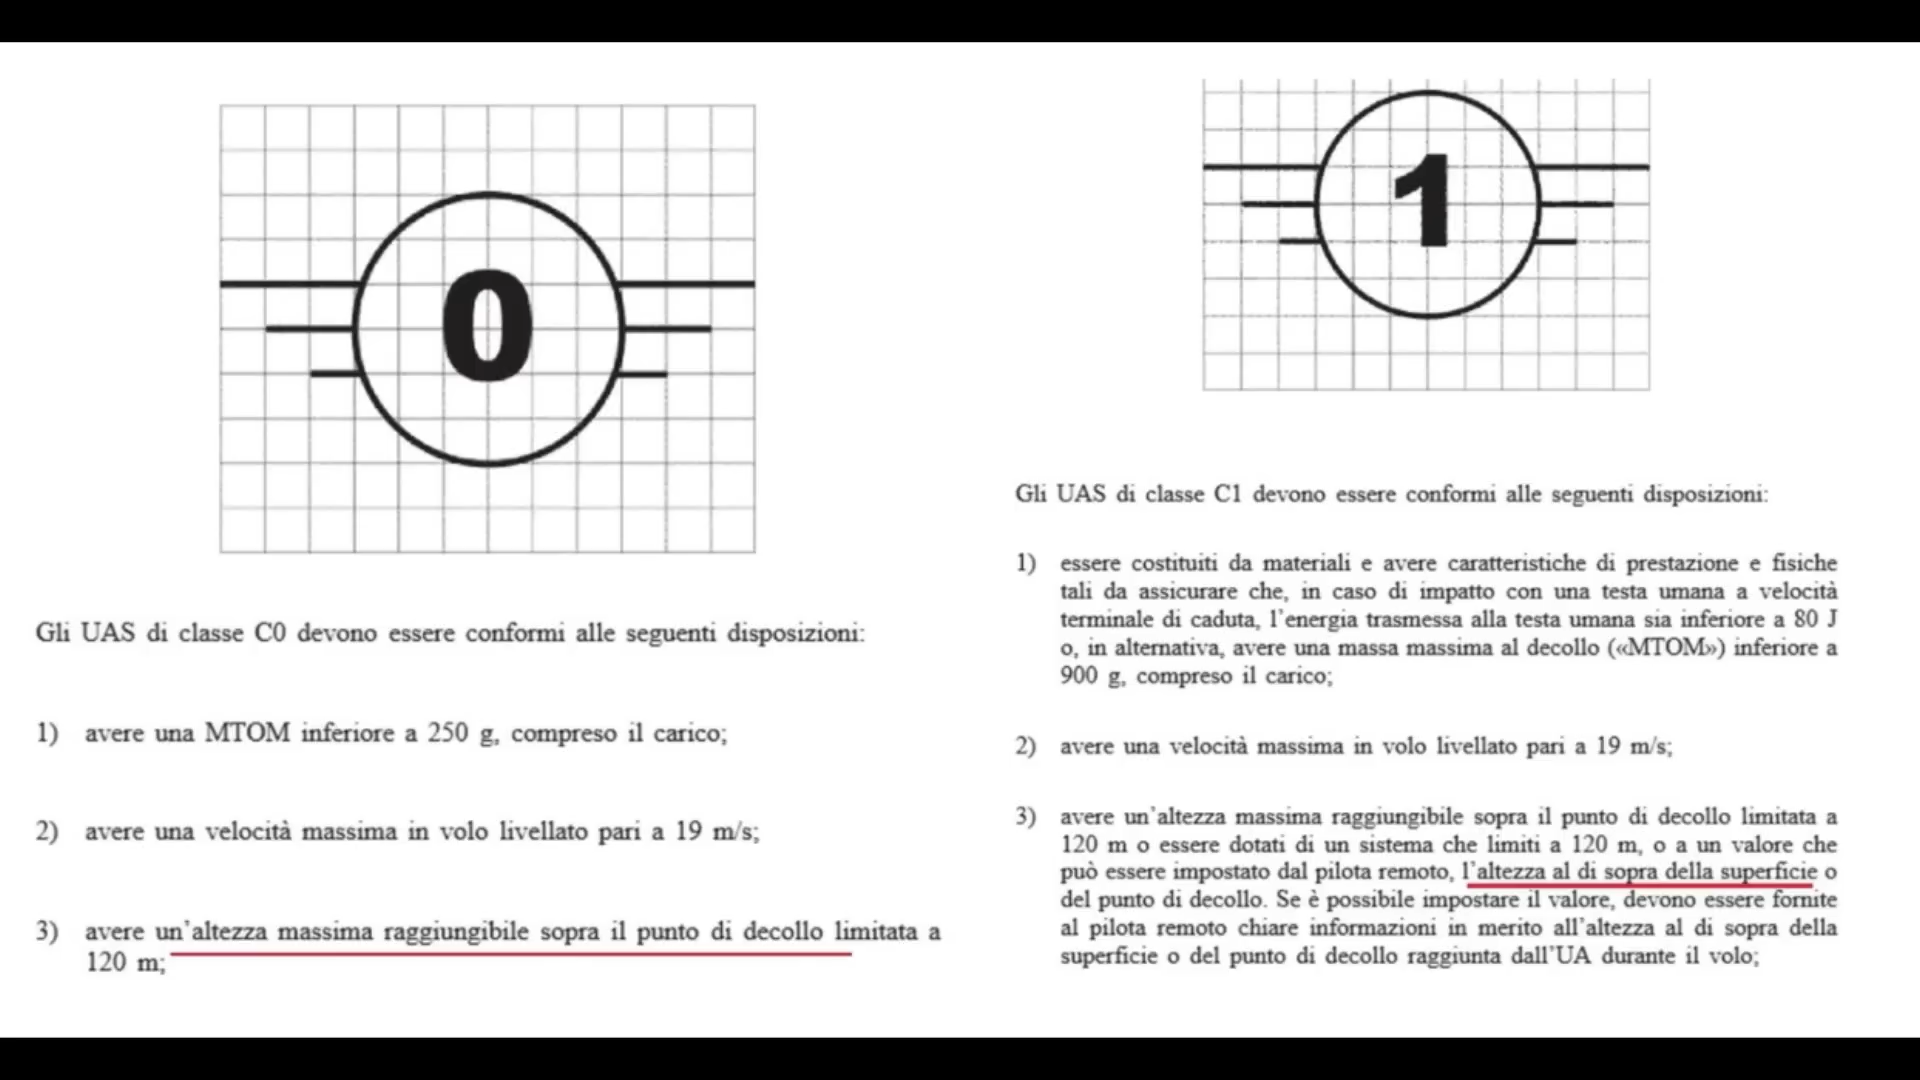 0
Gli UAS di classe C0 devono essere conformi alle seguenti disposizioni:
1) avere una MTOM inferiore a 250 g, compreso il carico;
2) avere una velocità massima in volo livellato pari a 19 m/s;
3) avere un'altezza massima raggiungibile sopra il punto di decollo limitata a
120 m;
1
Gli UAS di classe C1 devono essere conformi alle seguenti disposizioni:
1) essere costituiti da materiali e avere caratteristiche di prestazione e fisiche
tali da assicurare che, in caso di impatto con una testa umana a velocità
terminale di caduta, l'energia trasmessa alla testa umana sia inferiore a 80 J
o, in alternativa, avere una massa massima al decollo («MTOM») inferiore a
900 g, compreso il carico;
2) avere una velocità massima in volo livellato pari a 19 m/s;
3) avere un'altezza massima raggiungibile sopra il punto di decollo limitata a
120 m o essere dotati di un sistema che limiti a 120 m, o a un valore che
può essere impostato dal pilota remoto, l'altezza al di sopra della superficie o
del punto di decollo. Se è possibile impostare il valore, devono essere fornite
al pilota remoto chiare informazioni in merito all'altezza al di sopra della
superficie o del punto di decollo raggiunta dall'UA durante il volo;